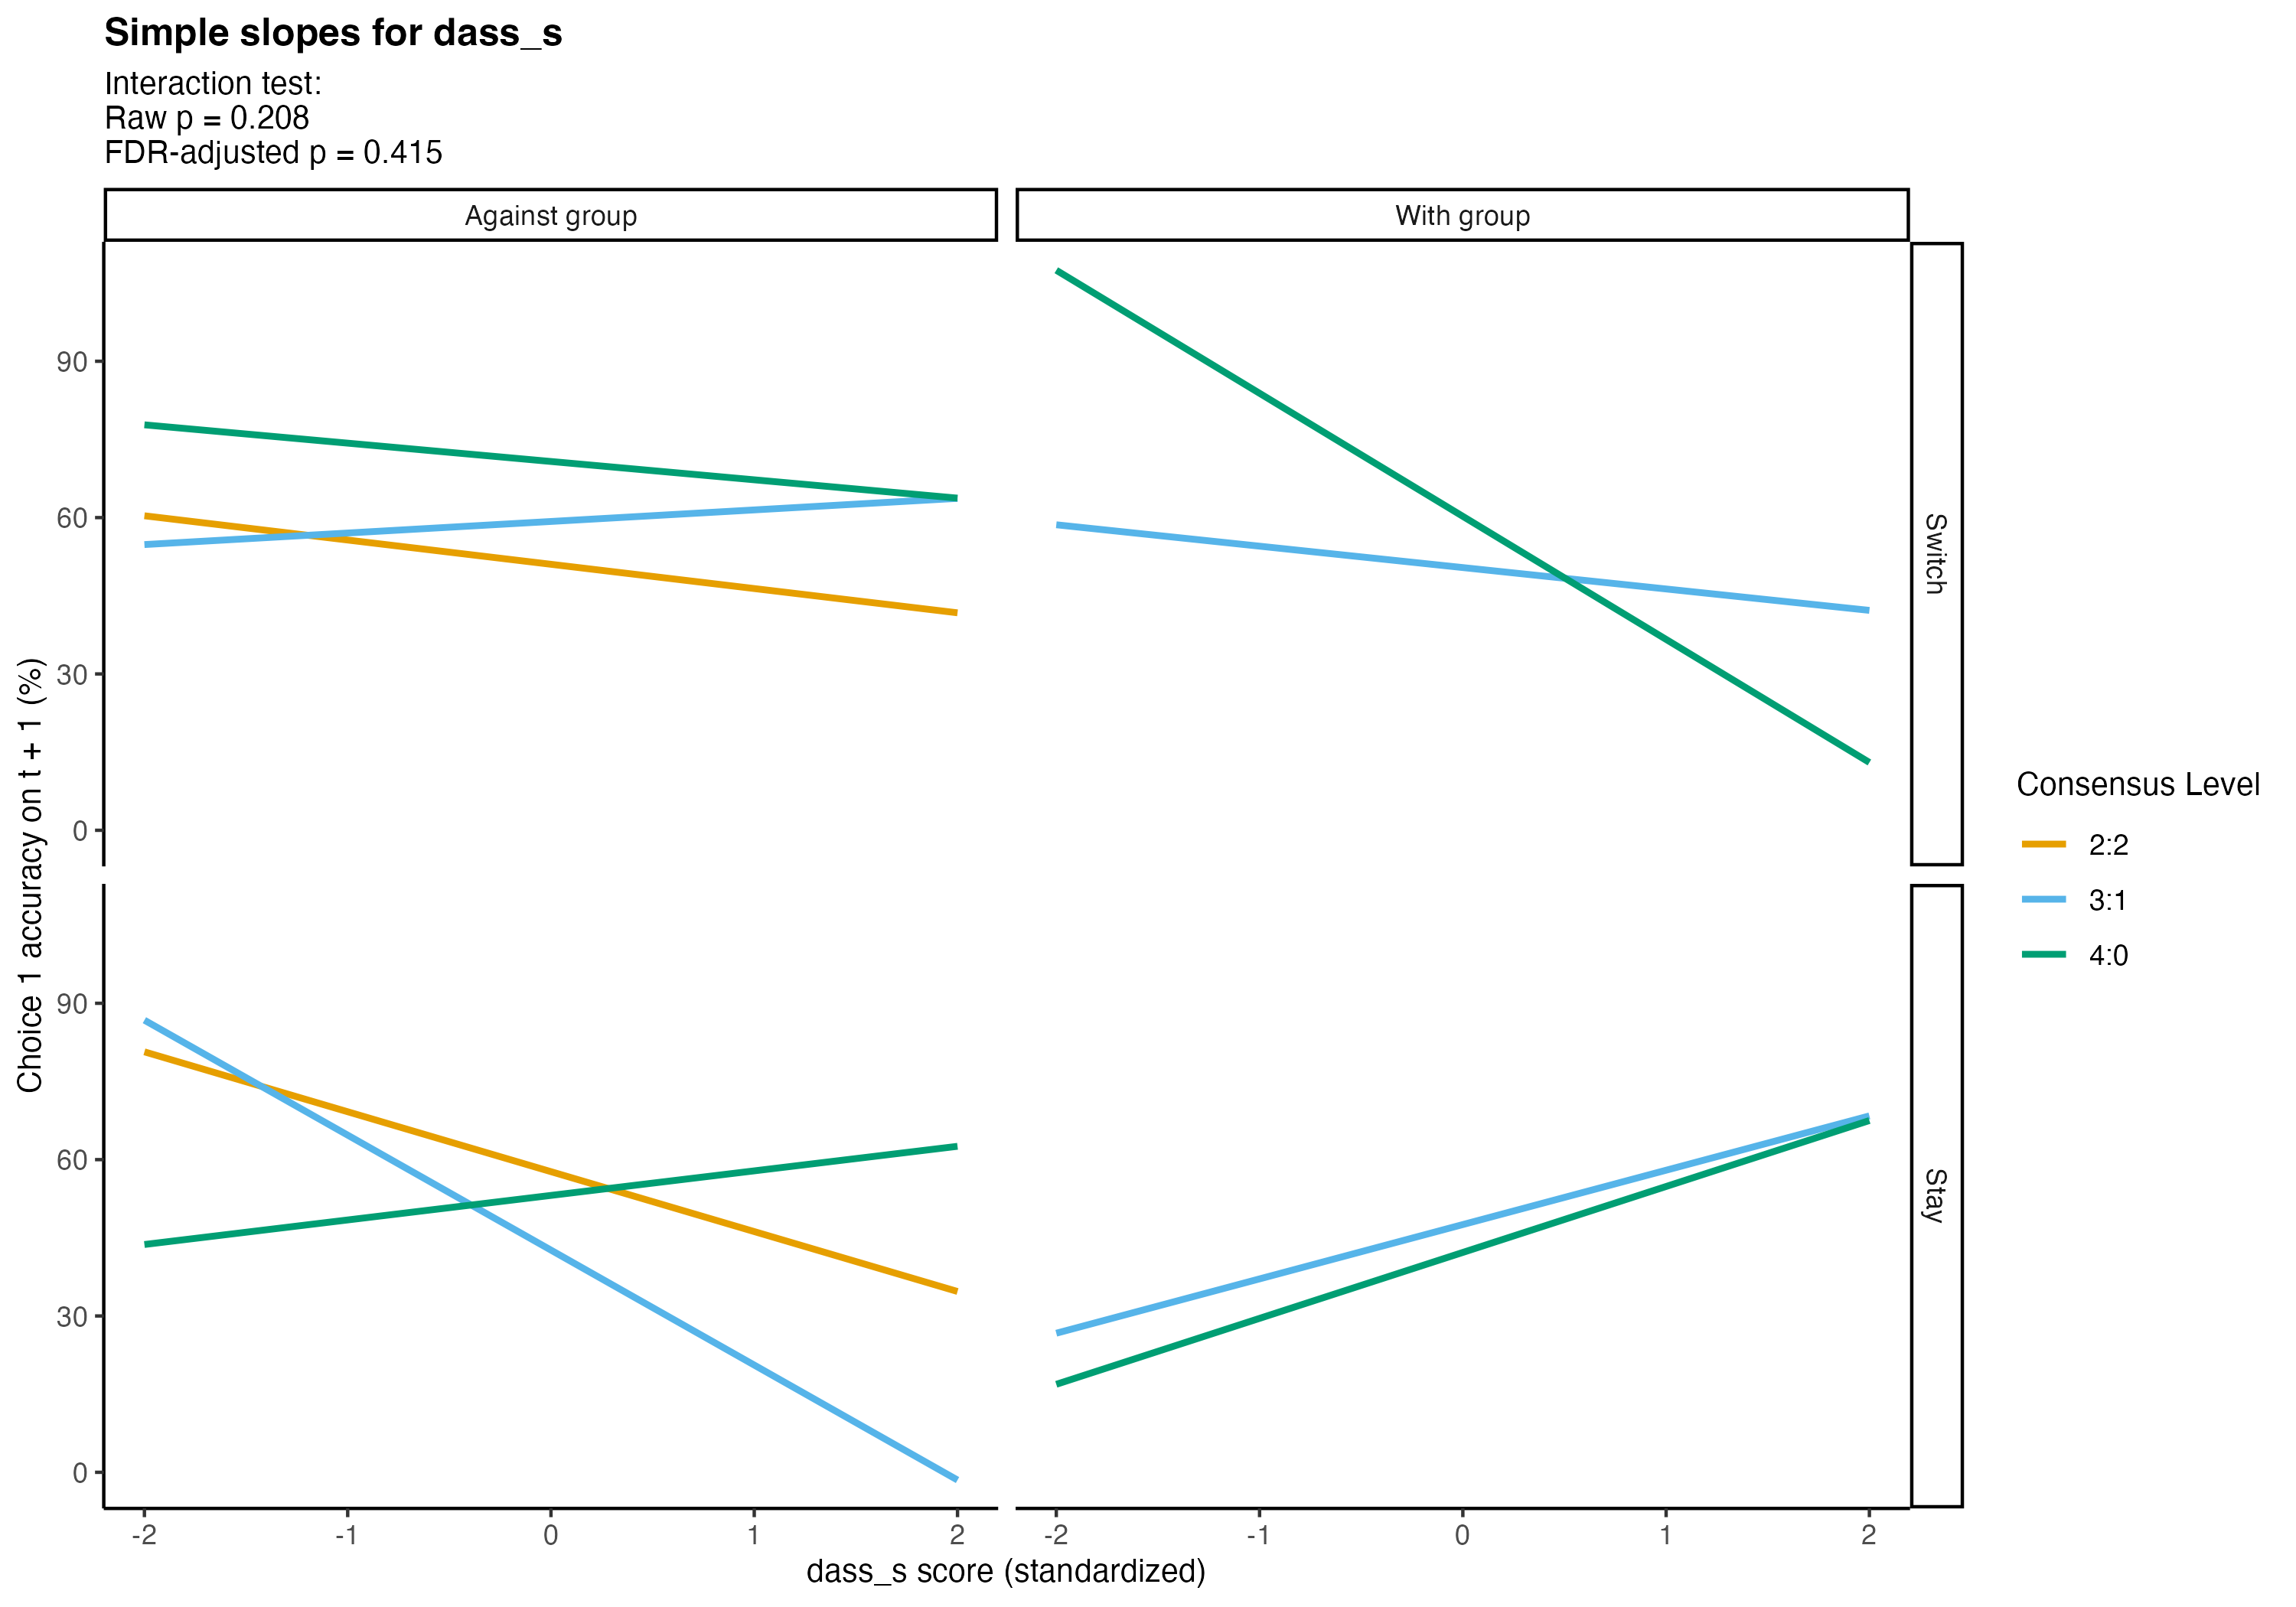 Simple slopes for dass_s
Interaction test:
Raw p = 0.208
FDR-adjusted p = 0.415
Against group
With group
Switch
Stay
Choice 1 accuracy on t + 1 (%)
90
60
30
0
90
60
30
0
-2
-1
0
1
2
-2
-1
0
1
2
dass_s score (standardized)
Consensus Level
2:2
3:1
4:0